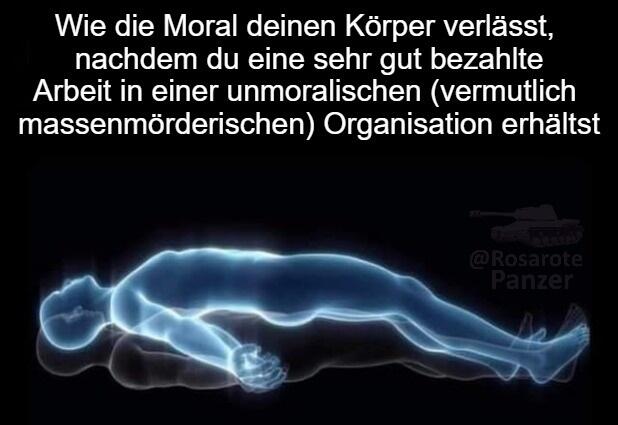 Wie die Moral deinen Körper verlässt,
nachdem du eine sehr gut bezahlte
Arbeit in einer unmoralischen (vermutlich
massenmörderischen) Organisation erhältst
@Rosarote
Panzer